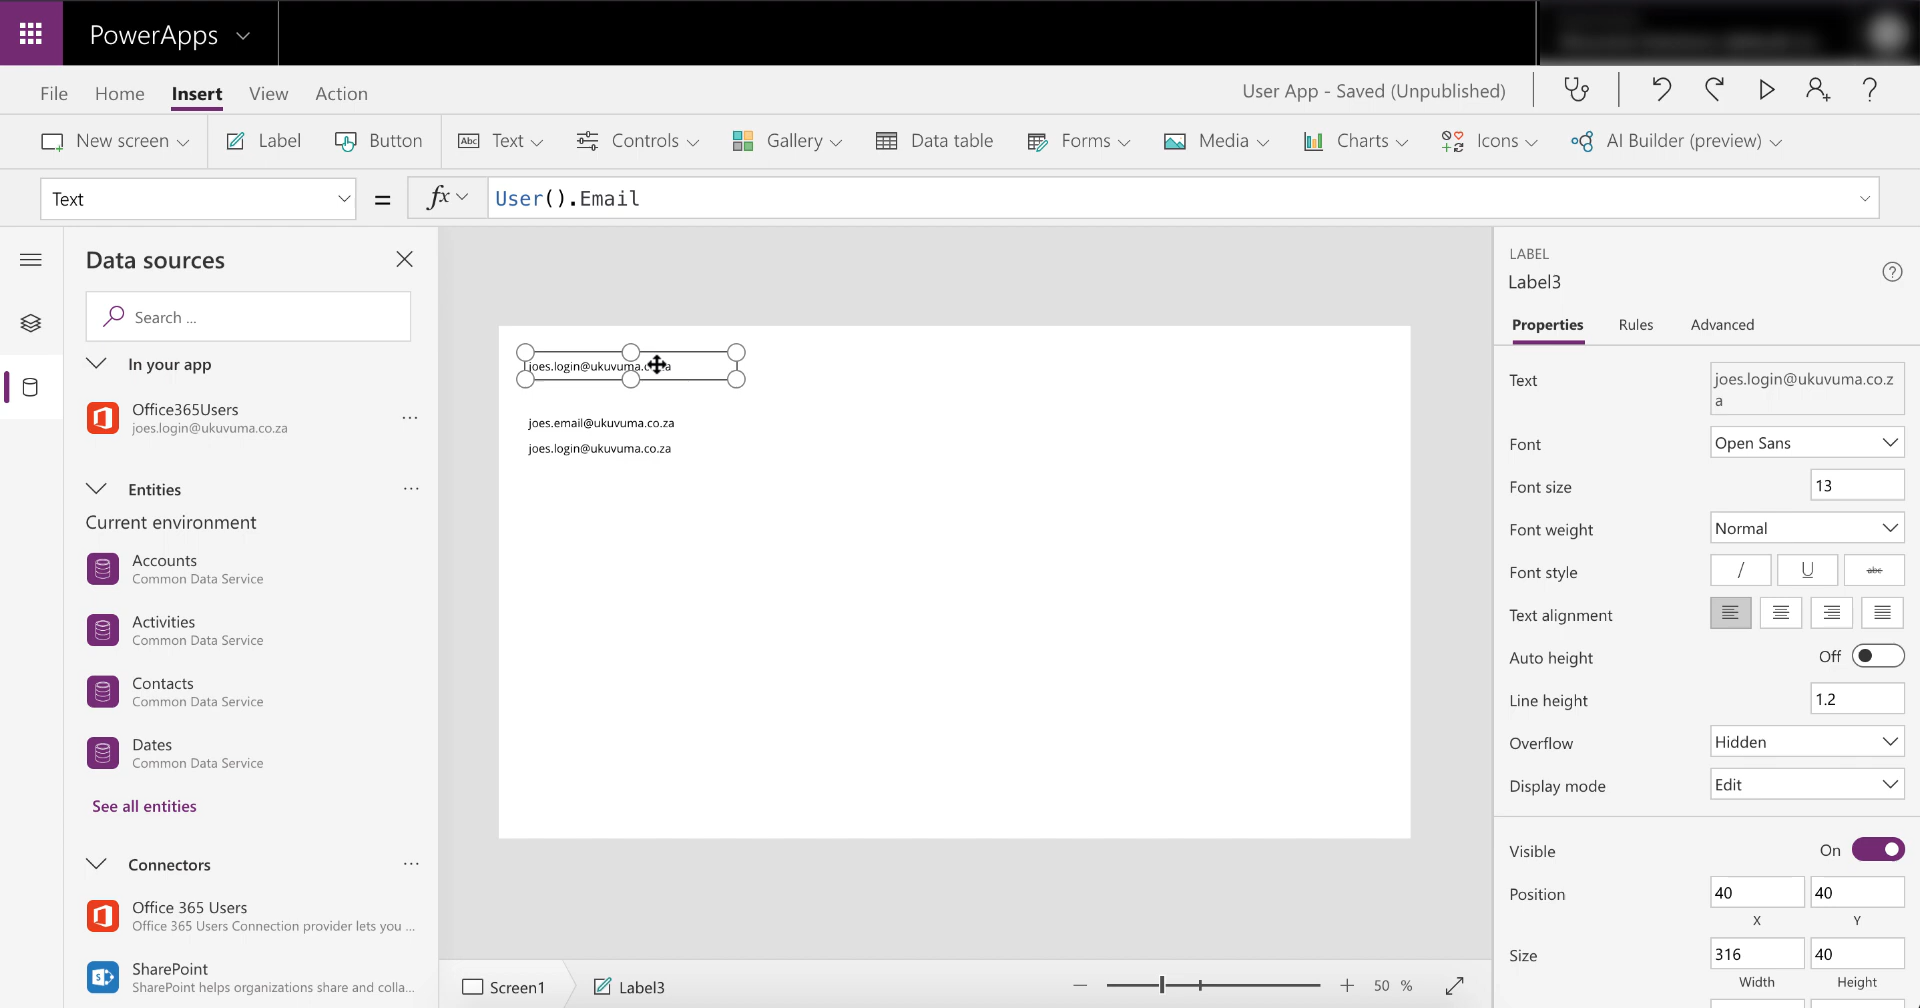 PowerApps
File Home Insert View Action
User App - Saved (Unpublished)
New screen Label Button Abc Text Controls Gallery Data table Forms Media Charts Icons AI Builder (preview)
Text = fx User().Email
Data sources
Search ...
In your app
Office365Users
joes.login@ukuvuma.co.za
Entities
Current environment
Accounts
Common Data Service
Activities
Common Data Service
Contacts
Common Data Service
Dates
Common Data Service
See all entities
Connectors
Office 365 Users
Office 365 Users Connection provider lets you ...
SharePoint
SharePoint helps organizations share and colla...
joes.login@ukuvuma.co.za
joes.email@ukuvuma.co.za
joes.login@ukuvuma.co.za
Screen1 Label3
50 %
LABEL
Label3
Properties Rules Advanced
Text joes.login@ukuvuma.co.z
a
Font Open Sans
Font size 13
Font weight Normal
Font style / U abc
Text alignment
Auto height Off
Line height 1.2
Overflow Hidden
Display mode Edit
Visible On
Position 40 40
X Y
Size 316 40
Width Height